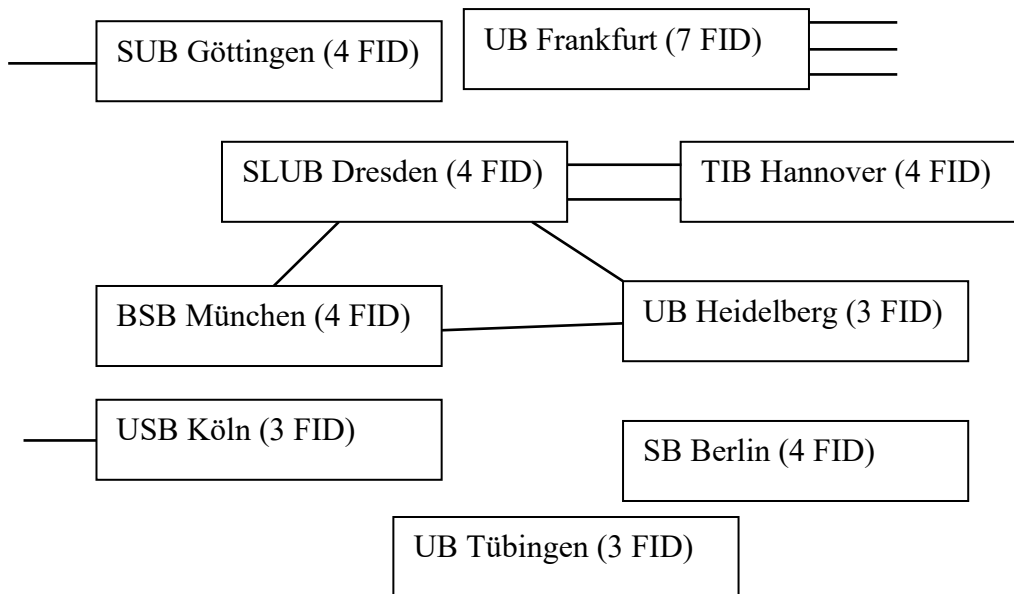 SUB Göttingen (4 FID)
UB Frankfurt (7 FID)
SLUB Dresden (4 FID)
TIB Hannover (4 FID)
BSB München (4 FID)
UB Heidelberg (3 FID)
USB Köln (3 FID)
SB Berlin (4 FID)
UB Tübingen (3 FID)